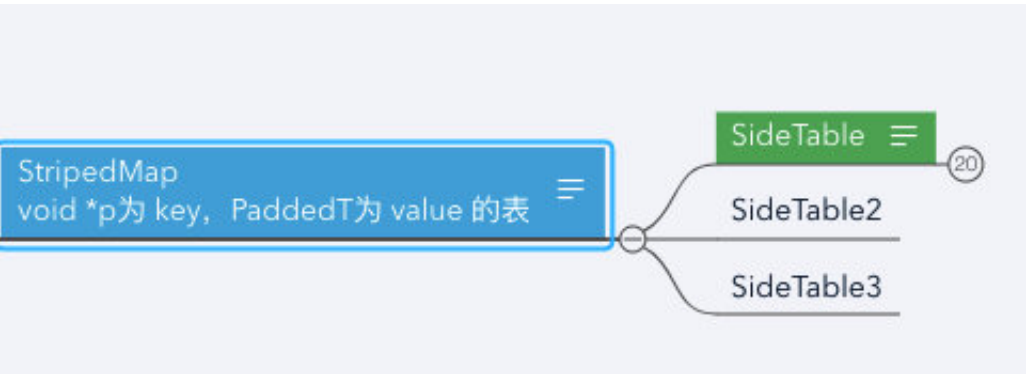 StripedMap
void *p为 key，PaddedT为 value 的表
SideTable
20
SideTable2
SideTable3